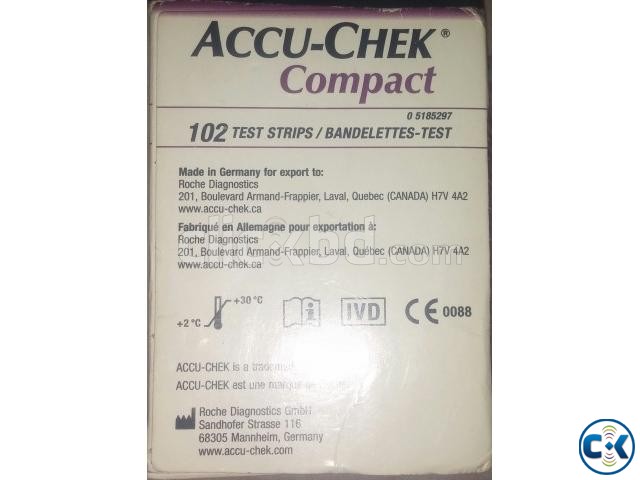 ACCU-CHEK®
Compact
0 5185297
102 TEST STRIPS / BANDELETTES-TEST
Made in Germany for export to:
Roche Diagnostics
201, Boulevard Armand-Frappier, Laval, Quebec (CANADA) H7V 4A2
www.accu-chek.ca
Fabriqué en Allemagne pour exportation à:
Roche Diagnostics
201, Boulevard Armand-Frappier, Laval, Québec (CANADA) H7V 4A2
www.accu-chek.ca
+30 °C
+2 °C
i
IVD
CE 0088
ACCU-CHEK is a
ACCU-CHEK est une
Roche Diagnostics GmbH
Sandhofer Strasse 116
68305 Mannheim, Germany
www.accu-chek.com
CK